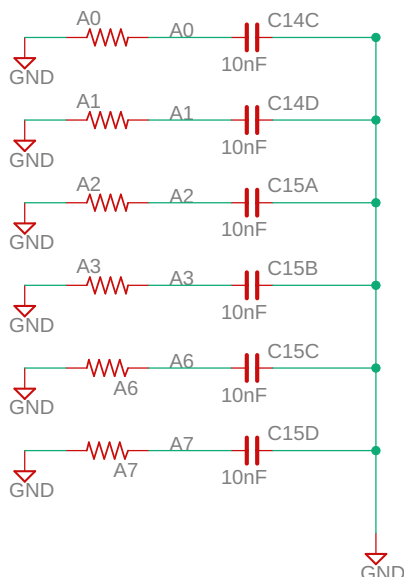 A0 A0 C14C
GND 10nF
A1 A1 C14D
GND 10nF
A2 A2 C15A
GND 10nF
A3 A3 C15B
GND 10nF
A6 A6 C15C
GND 10nF
A7 A7 C15D
GND 10nF
GND